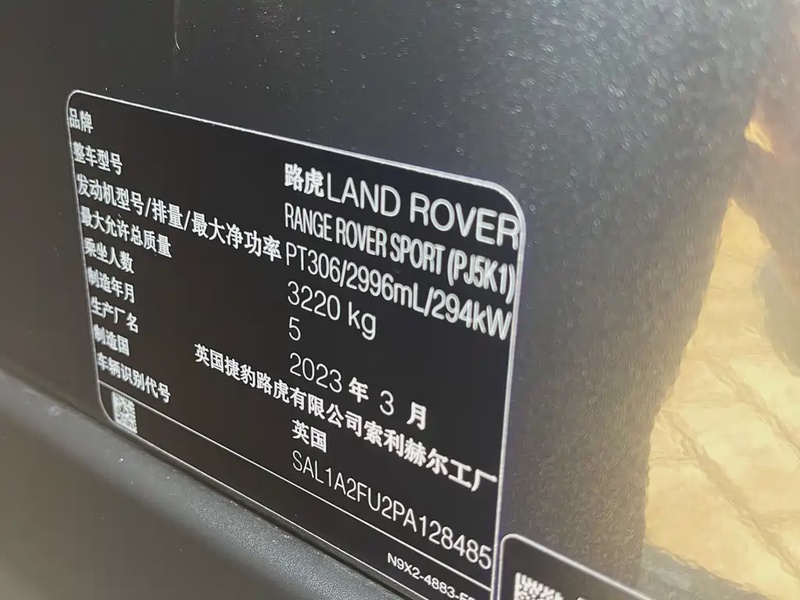 品牌 路虎LAND ROVER
整车型号 RANGE ROVER SPORT (PJ5K1)
发动机型号/排量/最大净功率 PT306/2996mL/294kW
最大允许总质量 3220 kg
乘坐人数 5
制造年月 2023 年 3 月
生产厂名 英国捷豹路虎有限公司索利赫尔工厂
制造国 英国
车辆识别代号 SAL1A2FU2PA128485
N9X2-4883-